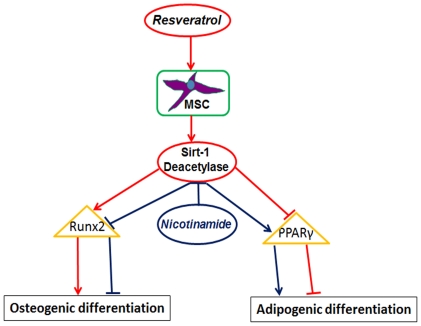 Resveratrol
MSC
Sirt-1
Deacetylase
Runx2
Nicotinamide
PPARγ
Osteogenic differentiation
Adipogenic differentiation